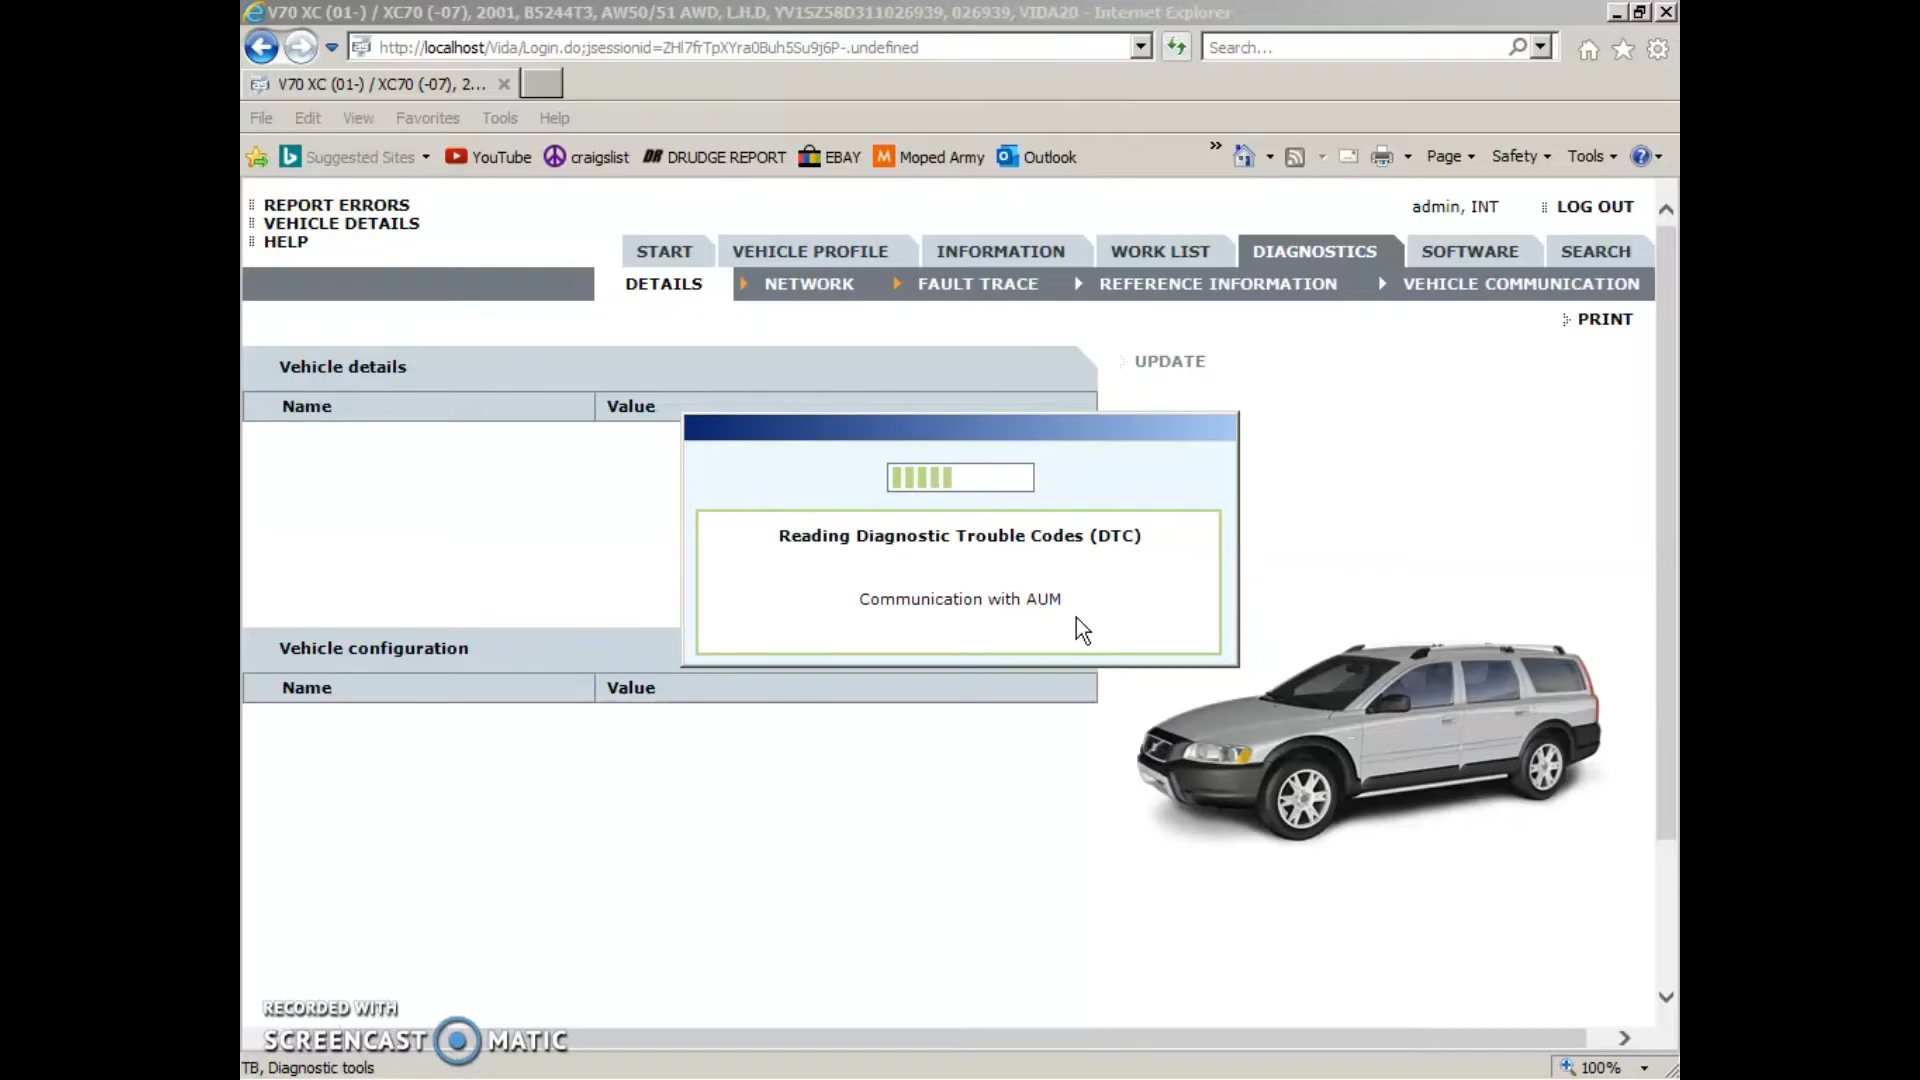 V70 XC (01-) / XC70 (-07), 2001, B5244T3, AW50/51 AWD, L.H.D, YV1SZ58D311026939, 026939, VIDA20 - Internet Explorer
http://localhost/Vida/Login.do;jsessionid=ZHl7frTpXYra0Buh5Su9j6P-.undefined
Search...
V70 XC (01-) / XC70 (-07), 2...
File Edit View Favorites Tools Help
Suggested Sites YouTube craigslist DR DRUDGE REPORT EBAY M Moped Army Outlook » Page Safety Tools
REPORT ERRORS
VEHICLE DETAILS
HELP
admin, INT LOG OUT
START VEHICLE PROFILE INFORMATION WORK LIST DIAGNOSTICS SOFTWARE SEARCH
DETAILS NETWORK FAULT TRACE REFERENCE INFORMATION VEHICLE COMMUNICATION
PRINT
Vehicle details
UPDATE
Name Value
Reading Diagnostic Trouble Codes (DTC)
Communication with AUM
Vehicle configuration
Name Value
RECORDED WITH
SCREENCAST MATIC
TB, Diagnostic tools
100%